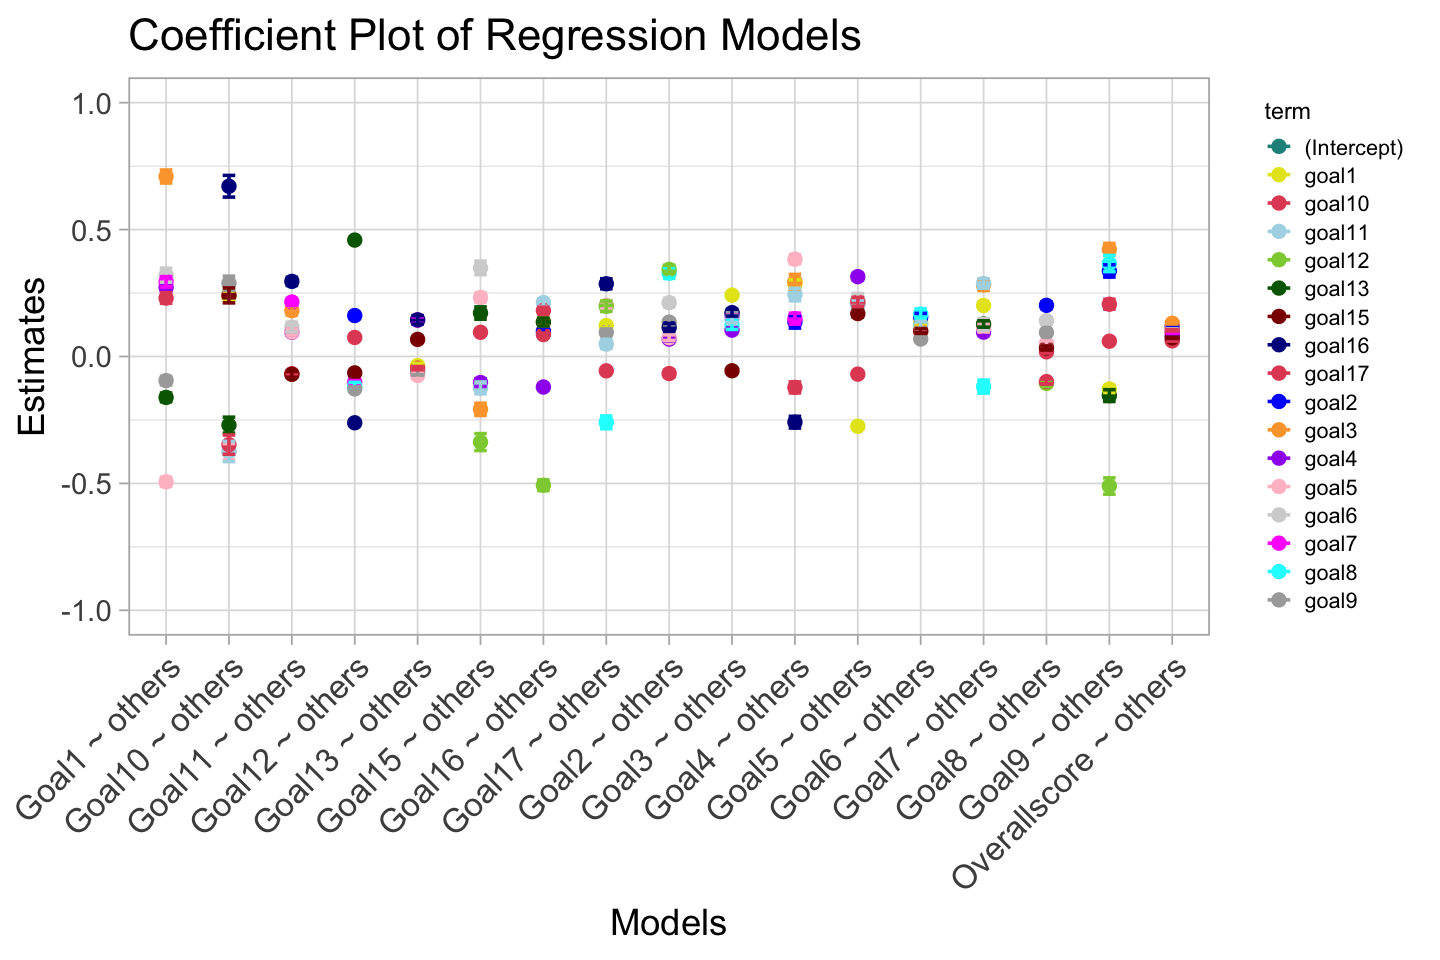 Coefficient Plot of Regression Models
Estimates
1.0
0.5
0.0
-0.5
-1.0
Goal1 ~ others
Goal10 ~ others
Goal11 ~ others
Goal12 ~ others
Goal13 ~ others
Goal15 ~ others
Goal16 ~ others
Goal17 ~ others
Goal2 ~ others
Goal3 ~ others
Goal4 ~ others
Goal5 ~ others
Goal6 ~ others
Goal7 ~ others
Goal8 ~ others
Goal9 ~ others
Overallscore ~ others
Models
term
(Intercept)
goal1
goal10
goal11
goal12
goal13
goal15
goal16
goal17
goal2
goal3
goal4
goal5
goal6
goal7
goal8
goal9